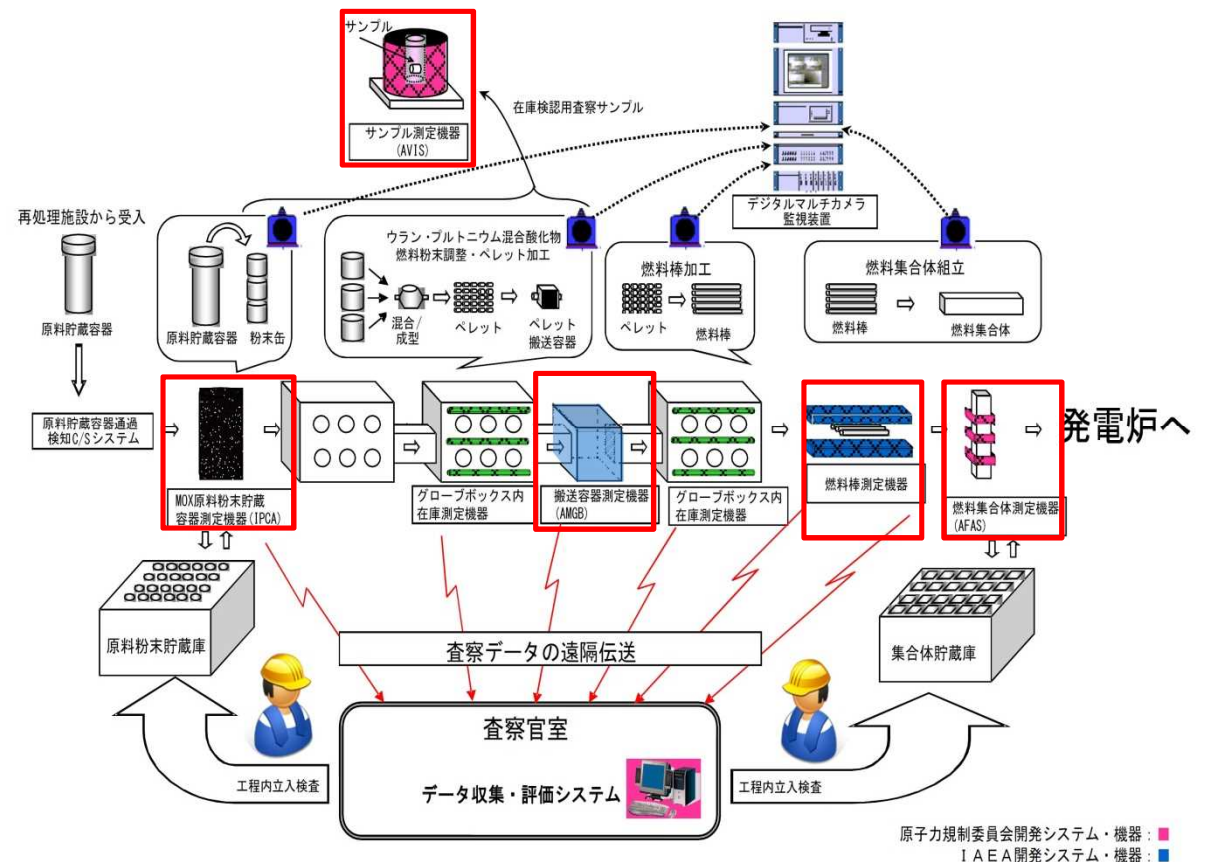 サンプル
サンプル測定機器
(AVIS)
在庫検認用査察サンプル
デジタルマルチカメラ
監視装置
再処理施設から受入
原料貯蔵容器
原料貯蔵容器
粉末缶
ウラン・プルトニウム混合酸化物
燃料粉末調整・ペレット加工
混合/
成型
ペレット
ペレット
搬送容器
燃料棒加工
ペレット
燃料棒
燃料集合体組立
燃料棒
燃料集合体
原料貯蔵容器通過
検知C/Sシステム
MOX原料粉末貯蔵
容器測定機器(IPCA)
グローブボックス内
在庫測定機器
搬送容器測定機器
(AMGB)
グローブボックス内
在庫測定機器
燃料棒測定機器
燃料集合体測定機器
(AFAS)
発電炉へ
原料粉末貯蔵庫
査察データの遠隔伝送
集合体貯蔵庫
査察官室
データ収集・評価システム
工程内立入検査
工程内立入検査
原子力規制委員会開発システム・機器:
IAEA開発システム・機器: